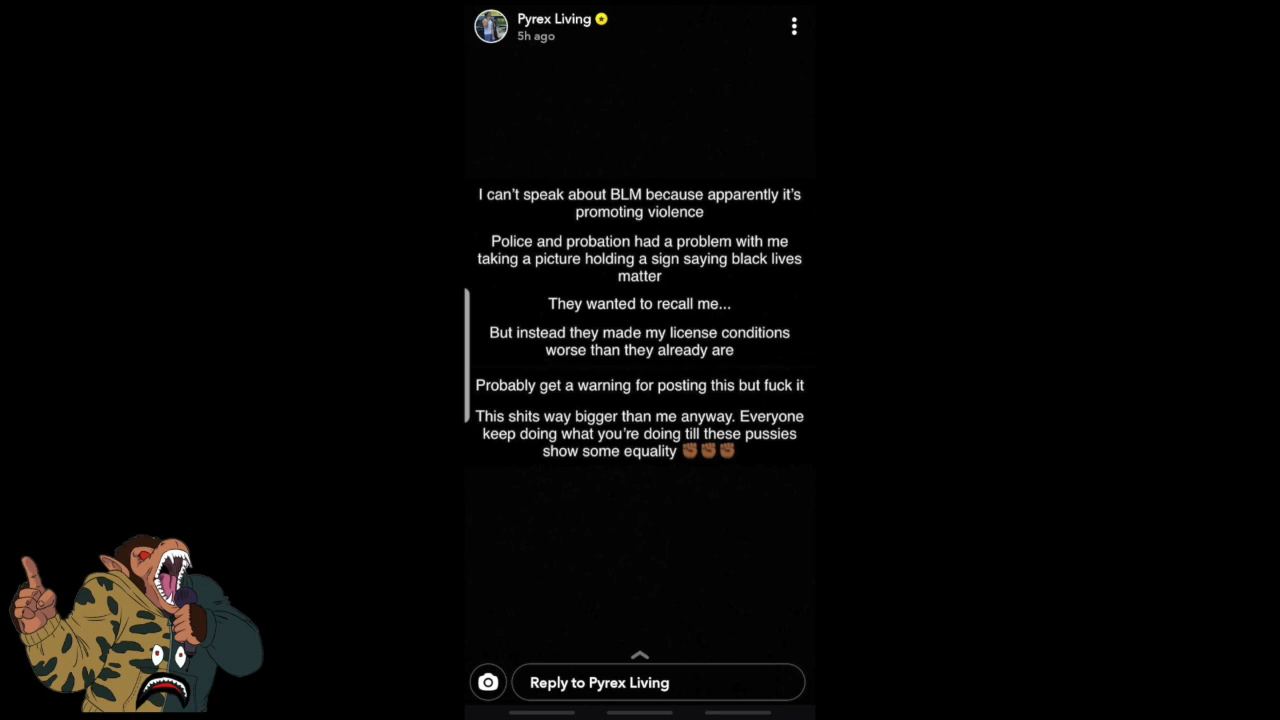 Pyrex Living
5h ago
I can't speak about BLM because apparently it's
promoting violence
Police and probation had a problem with me
taking a picture holding a sign saying black lives
matter
They wanted to recall me...
But instead they made my license conditions
worse than they already are
Probably get a warning for posting this but fuck it
This shits way bigger than me anyway. Everyone
keep doing what you're doing till these pussies
show some equality ✊🏾✊🏾✊🏾
Reply to Pyrex Living